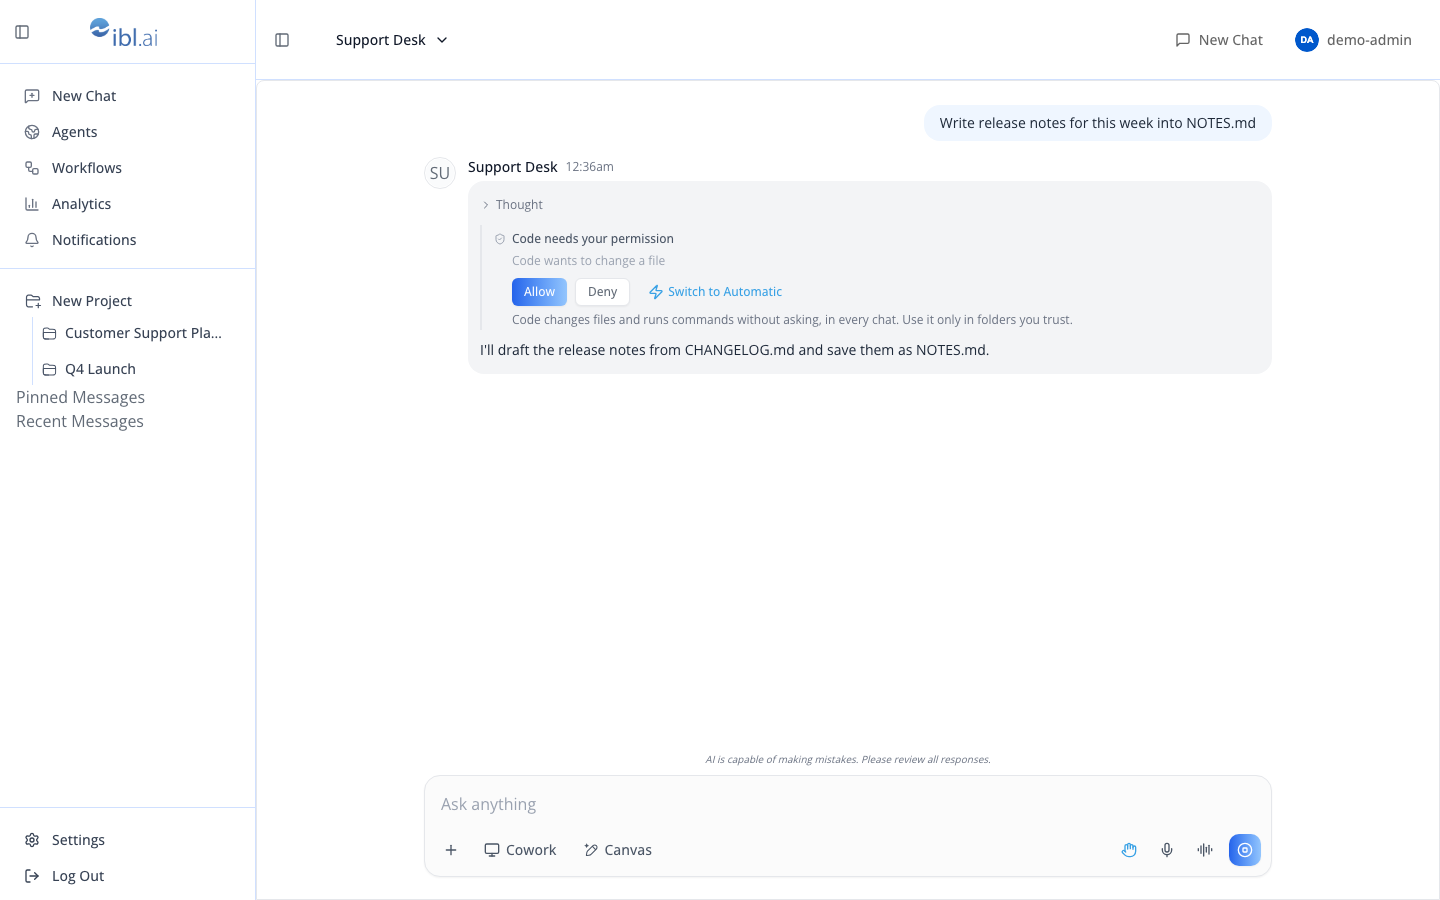 ibl.ai
New Chat
Agents
Workflows
Analytics
Notifications
New Project
Customer Support Pla...
Q4 Launch
Pinned Messages
Recent Messages
Settings
Log Out
Support Desk
New Chat
DA
demo-admin
Write release notes for this week into NOTES.md
SU
Support Desk 12:36am
Thought
Code needs your permission
Code wants to change a file
Allow
Deny
Switch to Automatic
Code changes files and runs commands without asking, in every chat. Use it only in folders you trust.
I'll draft the release notes from CHANGELOG.md and save them as NOTES.md.
AI is capable of making mistakes. Please review all responses.
Ask anything
Cowork
Canvas